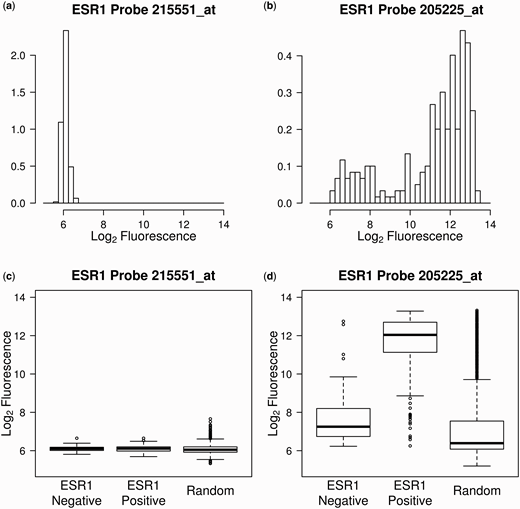 (a)
ESR1 Probe 215551_at
2.0
1.5
1.0
0.5
0.0
6 8 10 12 14
Log2 Fluorescence
(b)
ESR1 Probe 205225_at
0.4
0.3
0.2
0.1
0.0
6 8 10 12 14
Log2 Fluorescence
(c)
ESR1 Probe 215551_at
14
12
10
8
6
Log2 Fluorescence
ESR1 ESR1 Random
Negative Positive
(d)
ESR1 Probe 205225_at
14
12
10
8
6
Log2 Fluorescence
ESR1 ESR1 Random
Negative Positive